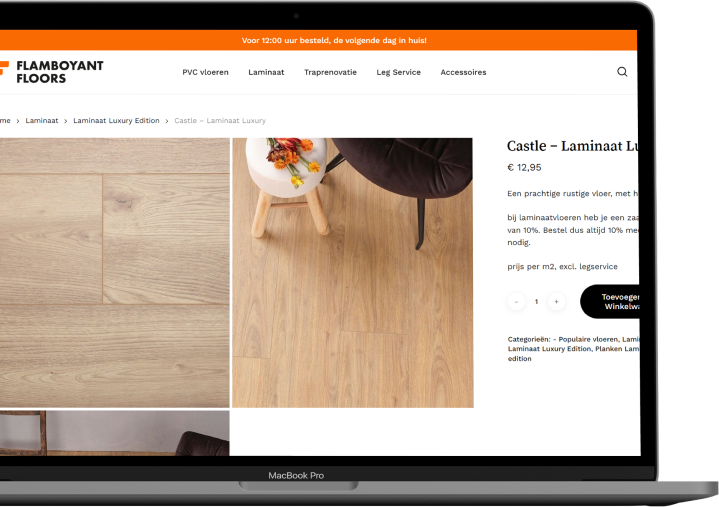 Voor 12:00 uur besteld, de volgende dag in huis!
FLAMBOYANT
FLOORS
PVC vloeren Laminaat Traprenovatie Leg Service Accessoires
me > Laminaat > Laminaat Luxury Edition > Castle – Laminaat Luxury
Castle – Laminaat Lu
€ 12,95
Een prachtige rustige vloer, met h
bij laminaatvloeren heb je een zaa
van 10%. Bestel dus altijd 10% mee
nodig.
prijs per m2, excl. legservice
- 1 +
Toevoegen
Winkelwa
Categorieën: - Populaire vloeren, Lami
Laminaat Luxury Edition, Planken Lam
edition
MacBook Pro